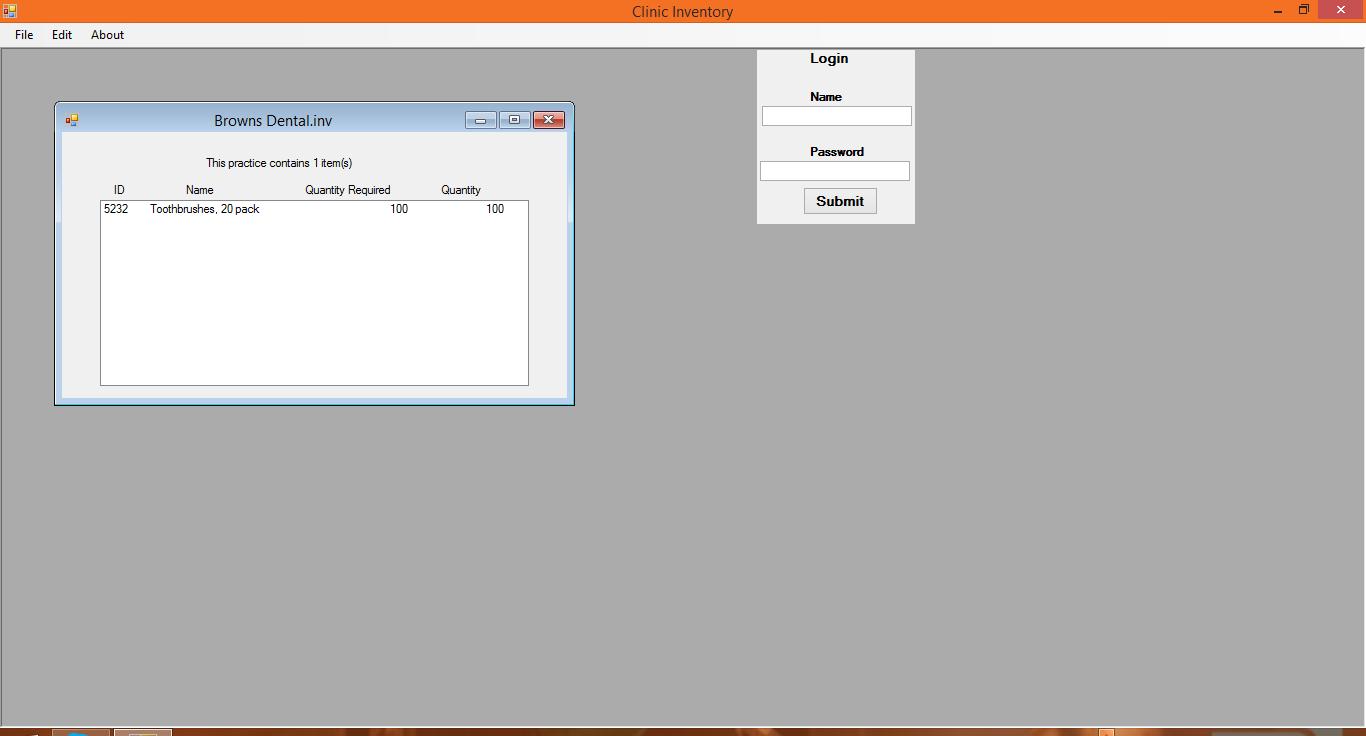 Clinic Inventory
File Edit About
Login
Name
Password
Submit
Browns Dental.inv
This practice contains 1 item(s)
ID Name Quantity Required Quantity
5232 Toothbrushes, 20 pack 100 100